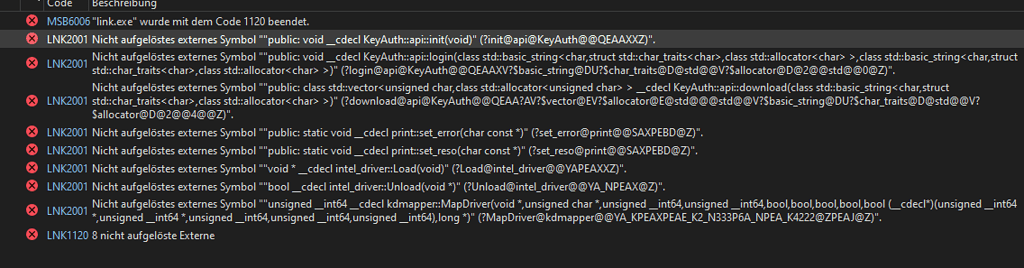 Code Beschreibung
MSB6006 "link.exe" wurde mit dem Code 1120 beendet.
LNK2001 Nicht aufgelöstes externes Symbol ""public: void __cdecl KeyAuth::api::init(void)" (?init@api@KeyAuth@@QEAAXXZ)".
Nicht aufgelöstes externes Symbol ""public: void __cdecl KeyAuth::api::login(class std::basic_string<char,struct std::char_traits<char>,class std::allocator<char> >,class std::basic_string<char,struct
LNK2001 std::char_traits<char>,class std::allocator<char> >)" (?login@api@KeyAuth@@QEAAXV?$basic_string@DU?$char_traits@D@std@@V?$allocator@D@2@@std@@0@Z)".
Nicht aufgelöstes externes Symbol ""public: class std::vector<unsigned char,class std::allocator<unsigned char> > __cdecl KeyAuth::api::download(class std::basic_string<char,struct
LNK2001 std::char_traits<char>,class std::allocator<char> >)" (?download@api@KeyAuth@@QEAA?AV?$vector@EV?$allocator@E@std@@@std@@V?$basic_string@DU?$char_traits@D@std@@V?
$allocator@D@2@@4@@Z)".
LNK2001 Nicht aufgelöstes externes Symbol ""public: static void __cdecl print::set_error(char const *)" (?set_error@print@@SAXPEBD@Z)".
LNK2001 Nicht aufgelöstes externes Symbol ""public: static void __cdecl print::set_reso(char const *)" (?set_reso@print@@SAXPEBD@Z)".
LNK2001 Nicht aufgelöstes externes Symbol ""void * __cdecl intel_driver::Load(void)" (?Load@intel_driver@@YAPEAXXZ)".
LNK2001 Nicht aufgelöstes externes Symbol ""bool __cdecl intel_driver::Unload(void *)" (?Unload@intel_driver@@YA_NPEAX@Z)".
Nicht aufgelöstes externes Symbol ""unsigned __int64 __cdecl kdmapper::MapDriver(void *,unsigned char *,unsigned __int64,unsigned __int64,bool,bool,bool,bool,bool (__cdecl*)(unsigned __int64
LNK2001 *,unsigned __int64 *,unsigned __int64,unsigned __int64,unsigned __int64),long *)" (?MapDriver@kdmapper@@YA_KPEAXPEAE_K2_N333P6A_NPEA_K4222@ZPEAJ@Z)".
LNK1120 8 nicht aufgelöste Externe